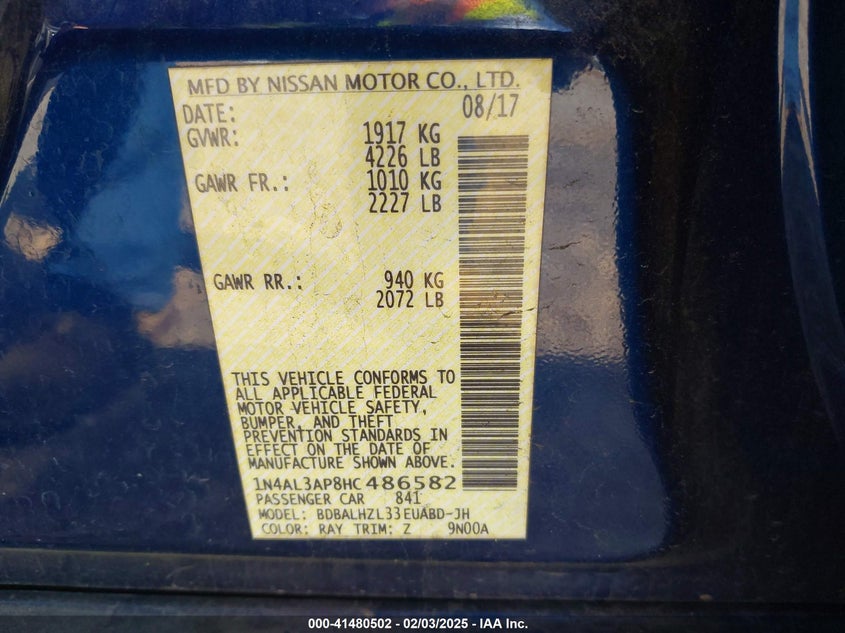 MFD BY NISSAN MOTOR CO., LTD.
DATE: 08/17
GVWR: 1917 KG
4226 LB
GAWR FR.: 1010 KG
2227 LB
GAWR RR.: 940 KG
2072 LB
THIS VEHICLE CONFORMS TO
ALL APPLICABLE FEDERAL
MOTOR VEHICLE SAFETY,
BUMPER, AND THEFT
PREVENTION STANDARDS IN
EFFECT ON THE DATE OF
MANUFACTURE SHOWN ABOVE.
1N4AL3AP8HC486582
PASSENGER CAR 841
MODEL: BDBALHZL33EUABD-JH
COLOR: RAY TRIM: Z 9N00A
000-41480502 - 02/03/2025 - IAA Inc.